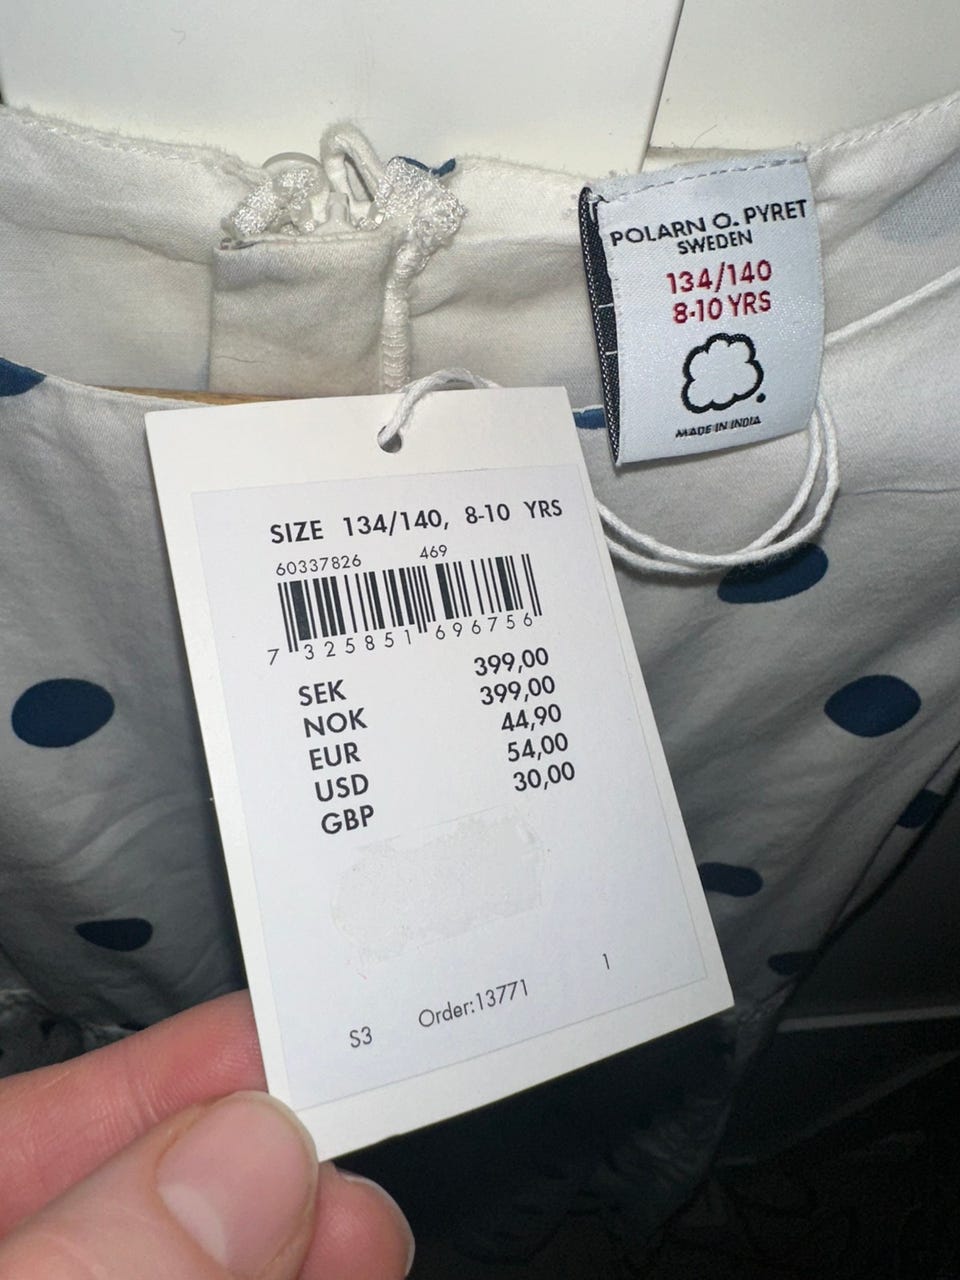 POLARN O. PYRET
SWEDEN
134/140
8-10 YRS
MADE IN INDIA
SIZE 134/140, 8-10 YRS
60337826 469
7 325851 696756
SEK 399,00
NOK 399,00
EUR 44,90
USD 54,00
GBP 30,00
S3 Order:13771 1